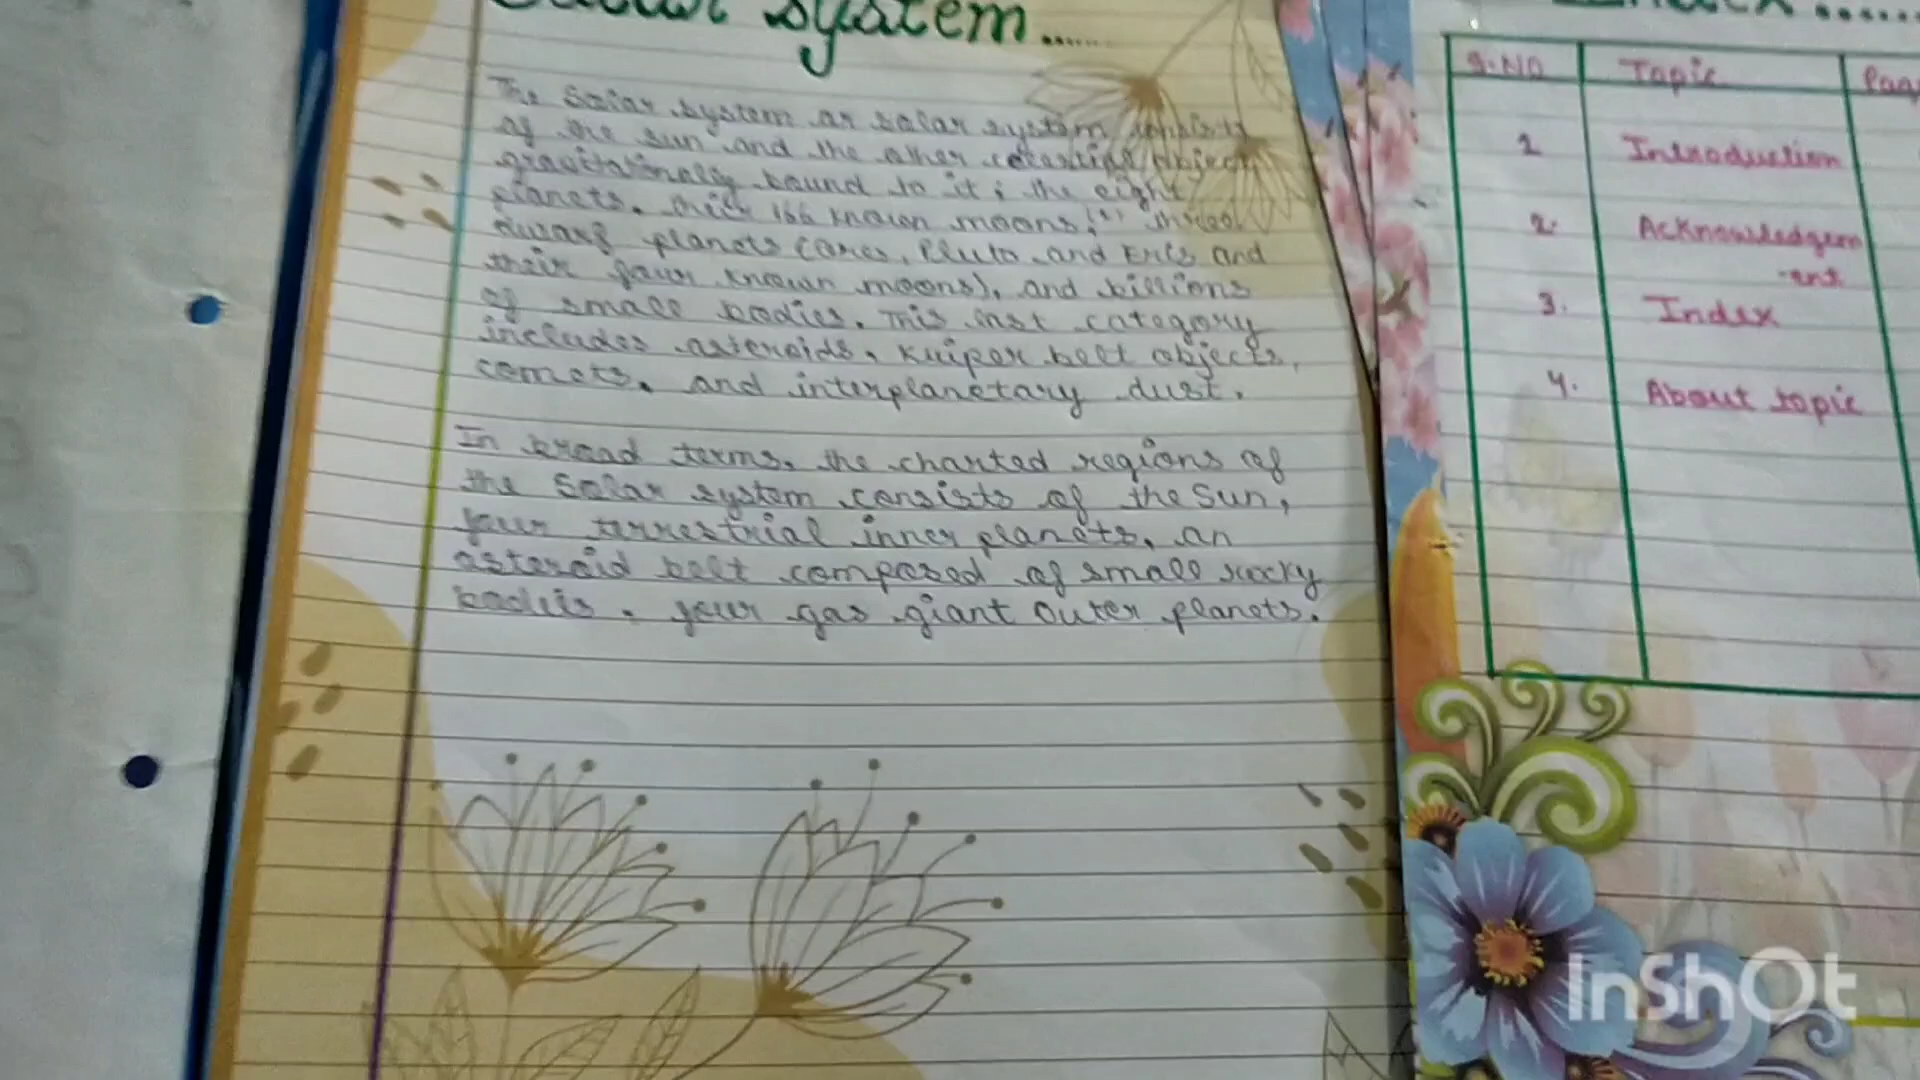 Solar System......
The Solar system or solar system consists
of the sun and the other celestial object
gravitationally bound to it; the eight
planets, their 166 known moons,(1) three
dwarf planets (ceres, Pluto and Eris and
their four known moons), and billions
of small bodies. This last category
includes asteroids, Kuiper belt objects,
comets, and interplanetary dust.
In broad terms, the charted regions of
the Solar system consists of the Sun,
four terrestrial inner planets, an
asteroid belt composed of small rocky
bodies, four gas giant Outer planets.
Index......
S.NO Topic
1 Introduction
2. Acknowledgem
-ent
3. Index
4. About topic
InShOt